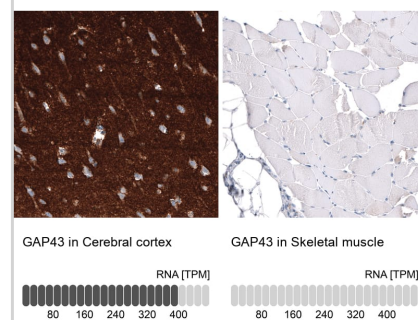 GAP43 in Cerebral cortex
GAP43 in Skeletal muscle
RNA [TPM]
RNA [TPM]
80 160 240 320 400
80 160 240 320 400